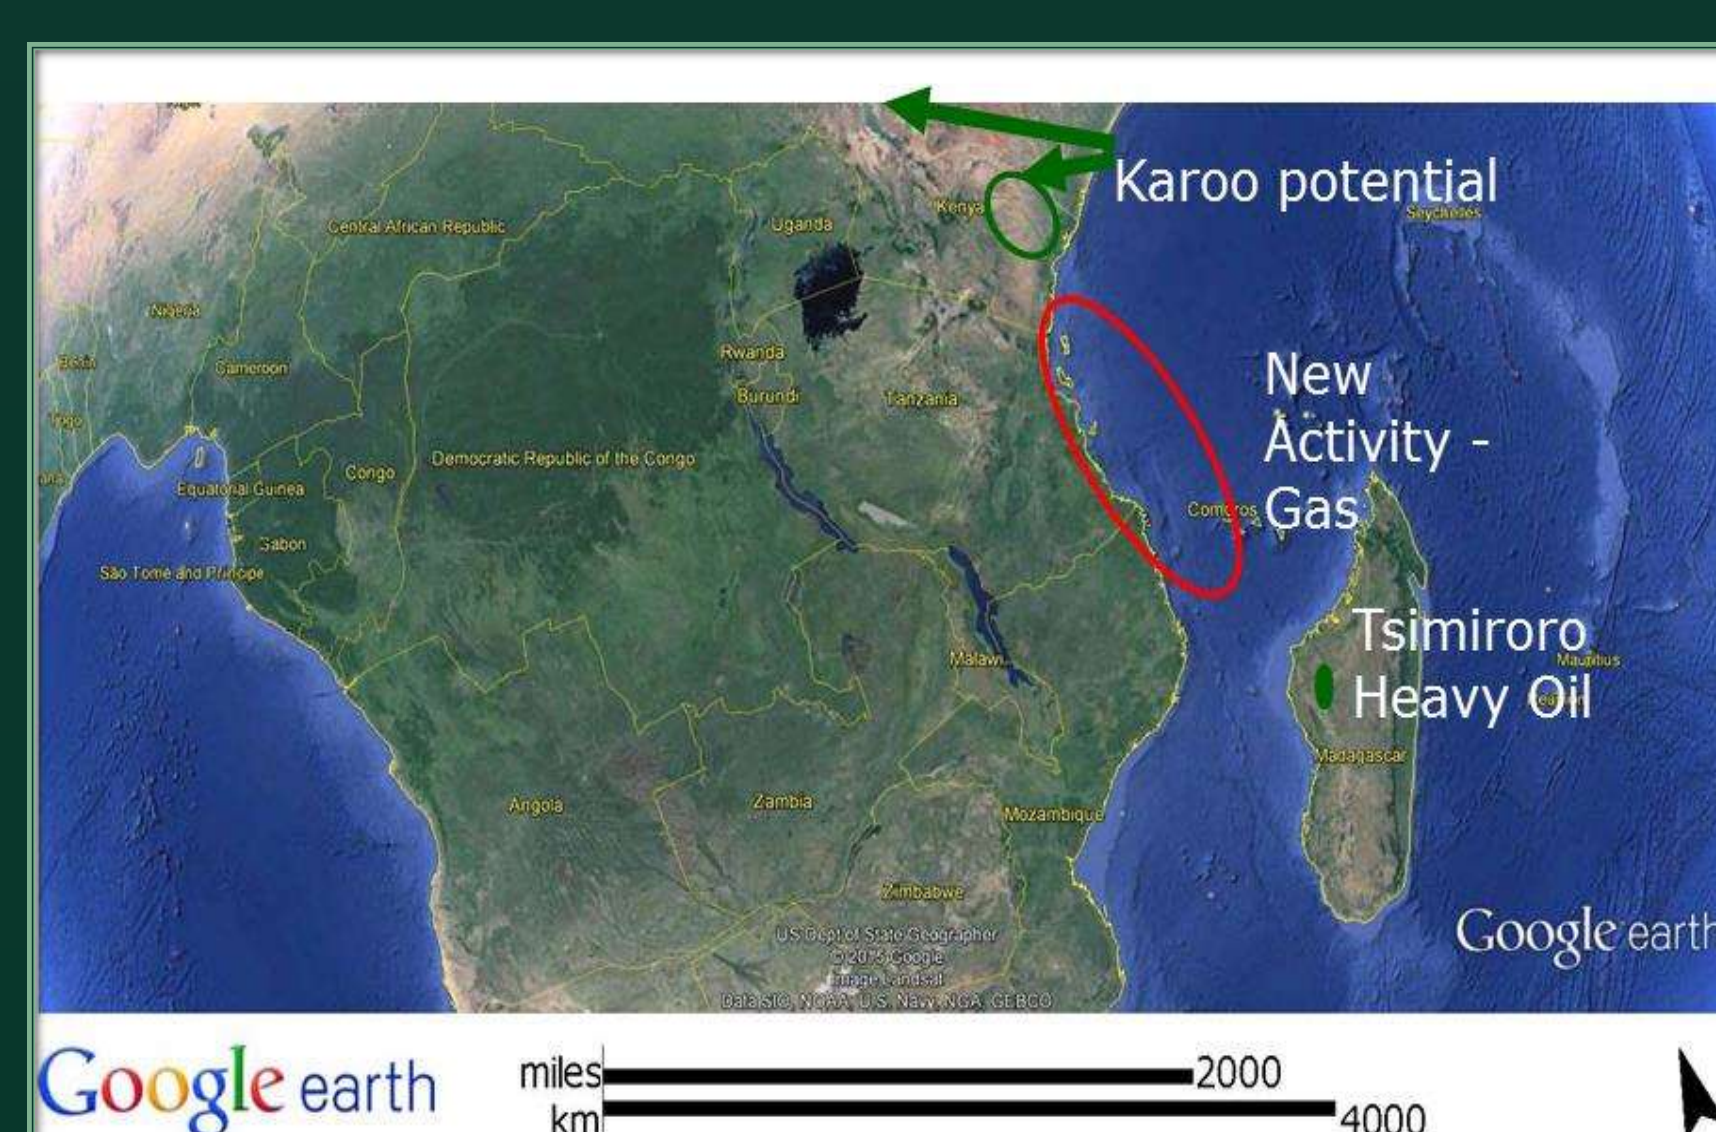 Karoo potential
Seychelles
Kenya
Uganda
Central African Republic
Nigeria
Benin
Cameroon
Rwanda
New
Activity -
Gas
Burundi
Tanzania
Togo
Democratic Republic of the Congo
Congo
Equatorial Guinea
Comoros
Gabon
São Tomé and Príncipe
Tsimiroro
Heavy Oil
Malawi
Mauritius
Madagascar
Angola
Zambia
Mozambique
Zimbabwe
US Dept of State Geographer
© 2015 Google
Image Landsat
Data SIO, NOAA, U.S. Navy, NGA, GEBCO
Google earth
Google earth
miles 2000
km 4000